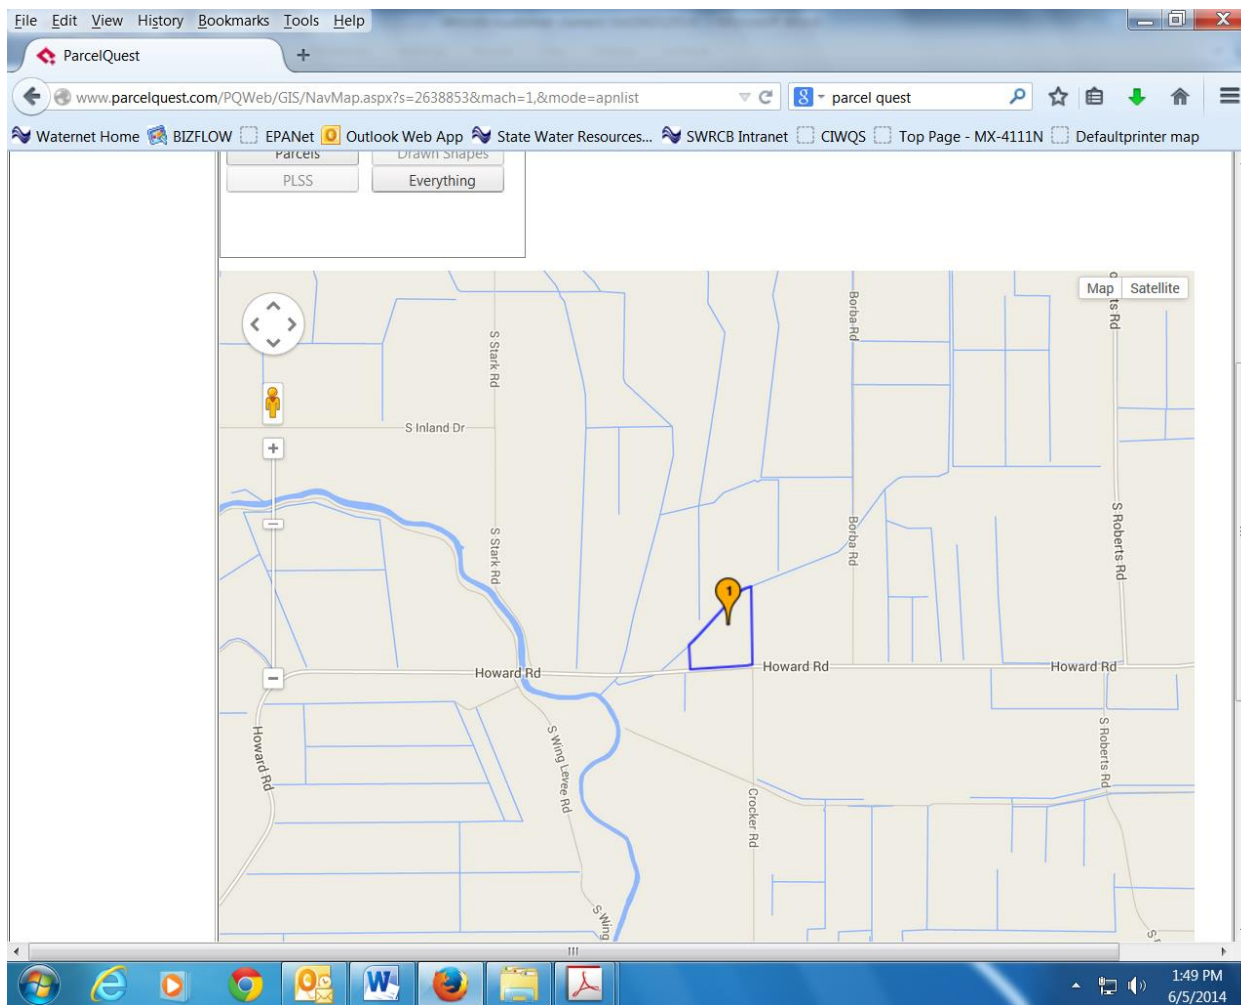 File Edit View History Bookmarks Tools Help
ParcelQuest +
www.parcelquest.com/PQWeb/GIS/NavMap.aspx?s=2638853&mach=1,&mode=apnlist
8 parcel quest
Waternet Home BIZFLOW EPANet Outlook Web App State Water Resources... SWRCB Intranet CIWQS Top Page - MX-4111N Defaultprinter map
Parcels Drawn Shapes
PLSS Everything
Map Satellite
S Stark Rd
Borba Rd
ts Rd
S Inland Dr
S Stark Rd
Borba Rd
S Roberts Rd
1
Howard Rd
Howard Rd
Howard Rd
Howard Rd
S Wing Levee Rd
S Roberts Rd
Crocker Rd
S Wing
1:49 PM
6/5/2014